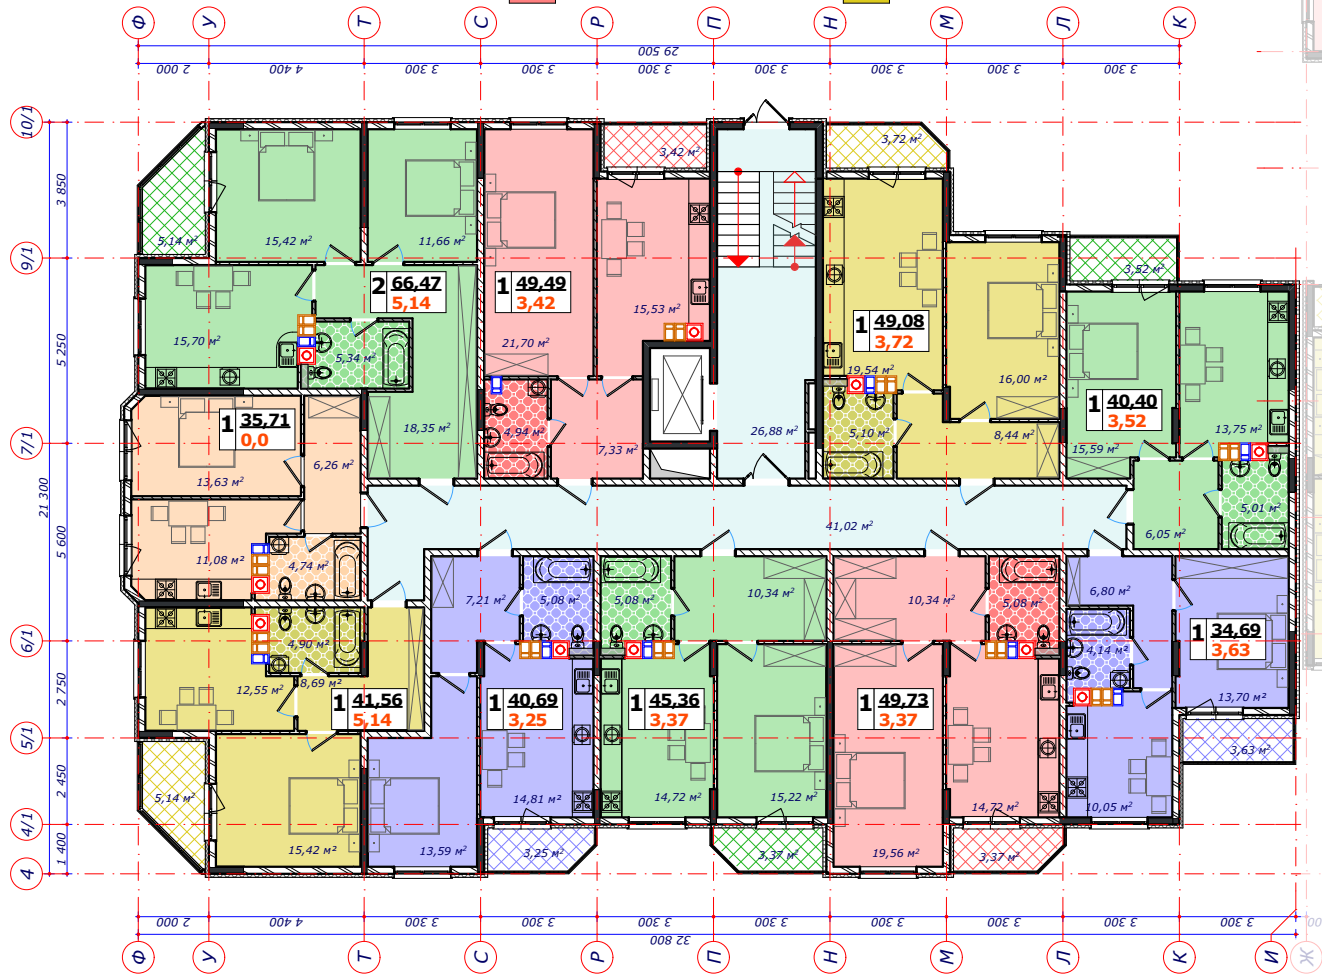 Ф У Т С Р П Н М Л К
29 500
2 000 4 400 3 300 3 300 3 300 3 300 3 300 3 300 3 300
10/1
9/1
7/1
6/1
5/1
4/1
4
3 850
5 250
5 600
2 750
2 450
1 400
21 300
5,14 м²
15,42 м²
11,66 м²
3,42 м²
3,72 м²
3,52 м²
2 66,47
5,14
1 49,49
3,42
15,70 м²
5,34 м²
21,70 м²
15,53 м²
1 49,08
3,72
19,54 м²
16,00 м²
1 40,40
3,52
1 35,71
0,0
13,63 м²
6,26 м²
18,35 м²
4,94 м²
7,33 м²
26,88 м²
5,10 м²
8,44 м²
15,59 м²
13,75 м²
5,01 м²
6,05 м²
41,02 м²
11,08 м²
4,74 м²
7,21 м²
5,08 м²
5,08 м²
10,34 м²
10,34 м²
5,08 м²
6,80 м²
4,14 м²
4,90 м²
12,55 м²
8,69 м²
1 41,56
5,14
1 40,69
3,25
1 45,36
3,37
1 49,73
3,37
1 34,69
3,63
13,70 м²
3,63 м²
5,14 м²
15,42 м²
13,59 м²
14,81 м²
3,25 м²
14,72 м²
15,22 м²
3,37 м²
19,56 м²
14,72 м²
3,37 м²
10,05 м²
2 000 4 400 3 300 3 300 3 300 3 300 3 300 3 300 3 300 3 300
32 800
Ф У Т С Р П Н М Л К И Ж